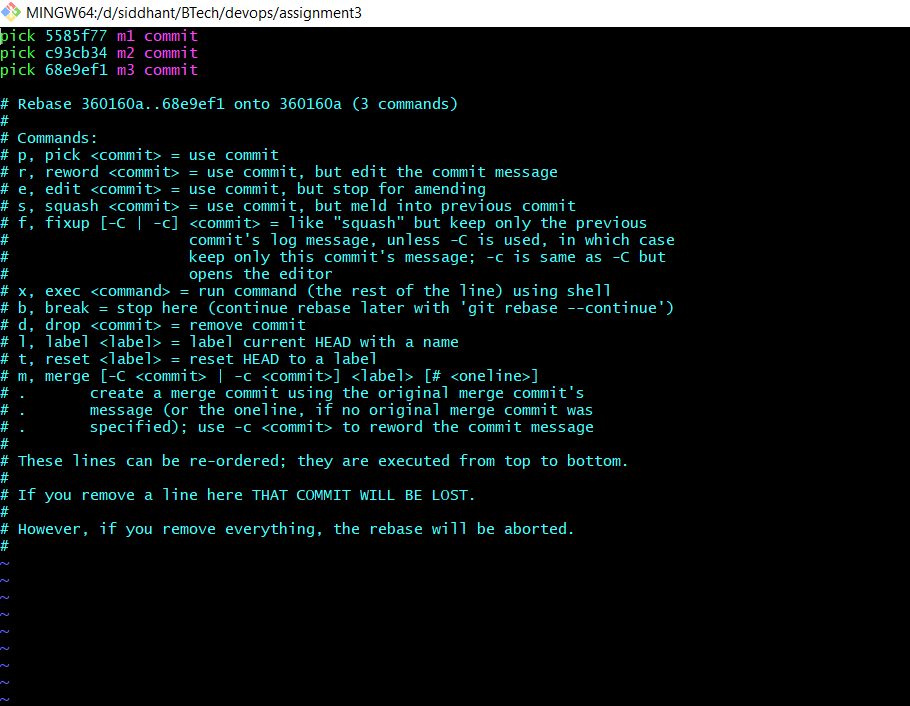 MINGW64:/d/siddhant/BTech/devops/assignment3
pick 5585f77 m1 commit
pick c93cb34 m2 commit
pick 68e9ef1 m3 commit
# Rebase 360160a..68e9ef1 onto 360160a (3 commands)
#
# Commands:
# p, pick <commit> = use commit
# r, reword <commit> = use commit, but edit the commit message
# e, edit <commit> = use commit, but stop for amending
# s, squash <commit> = use commit, but meld into previous commit
# f, fixup [-C | -c] <commit> = like "squash" but keep only the previous
#                    commit's log message, unless -C is used, in which case
#                    keep only this commit's message; -c is same as -C but
#                    opens the editor
# x, exec <command> = run command (the rest of the line) using shell
# b, break = stop here (continue rebase later with 'git rebase --continue')
# d, drop <commit> = remove commit
# l, label <label> = label current HEAD with a name
# t, reset <label> = reset HEAD to a label
# m, merge [-C <commit> | -c <commit>] <label> [# <oneline>]
# .       create a merge commit using the original merge commit's
# .       message (or the oneline, if no original merge commit was
# .       specified); use -c <commit> to reword the commit message
#
# These lines can be re-ordered; they are executed from top to bottom.
#
# If you remove a line here THAT COMMIT WILL BE LOST.
#
# However, if you remove everything, the rebase will be aborted.
#
~
~
~
~
~
~
~
~
~